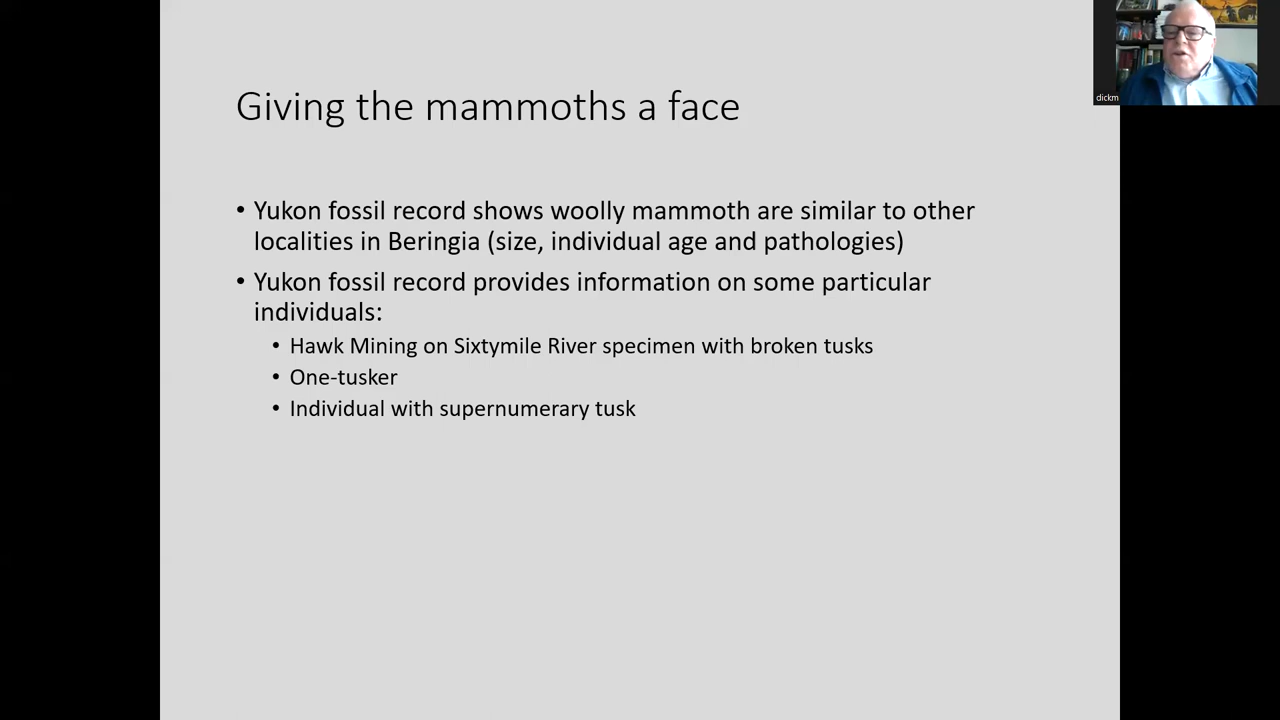 Giving the mammoths a face
• Yukon fossil record shows woolly mammoth are similar to other
localities in Beringia (size, individual age and pathologies)
• Yukon fossil record provides information on some particular
individuals:
• Hawk Mining on Sixtymile River specimen with broken tusks
• One-tusker
• Individual with supernumerary tusk
dickm